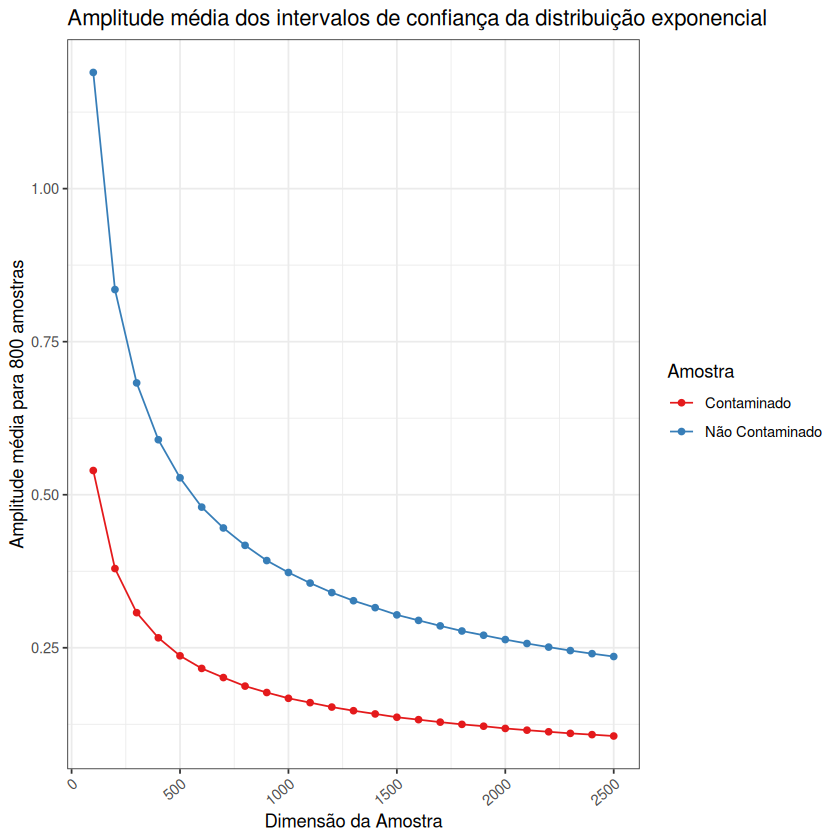 Amplitude média dos intervalos de confiança da distribuição exponencial
Amplitude média para 800 amostras
1.00
0.75
0.50
0.25
0
500
1000
1500
2000
2500
Dimensão da Amostra
Amostra
Contaminado
Não Contaminado